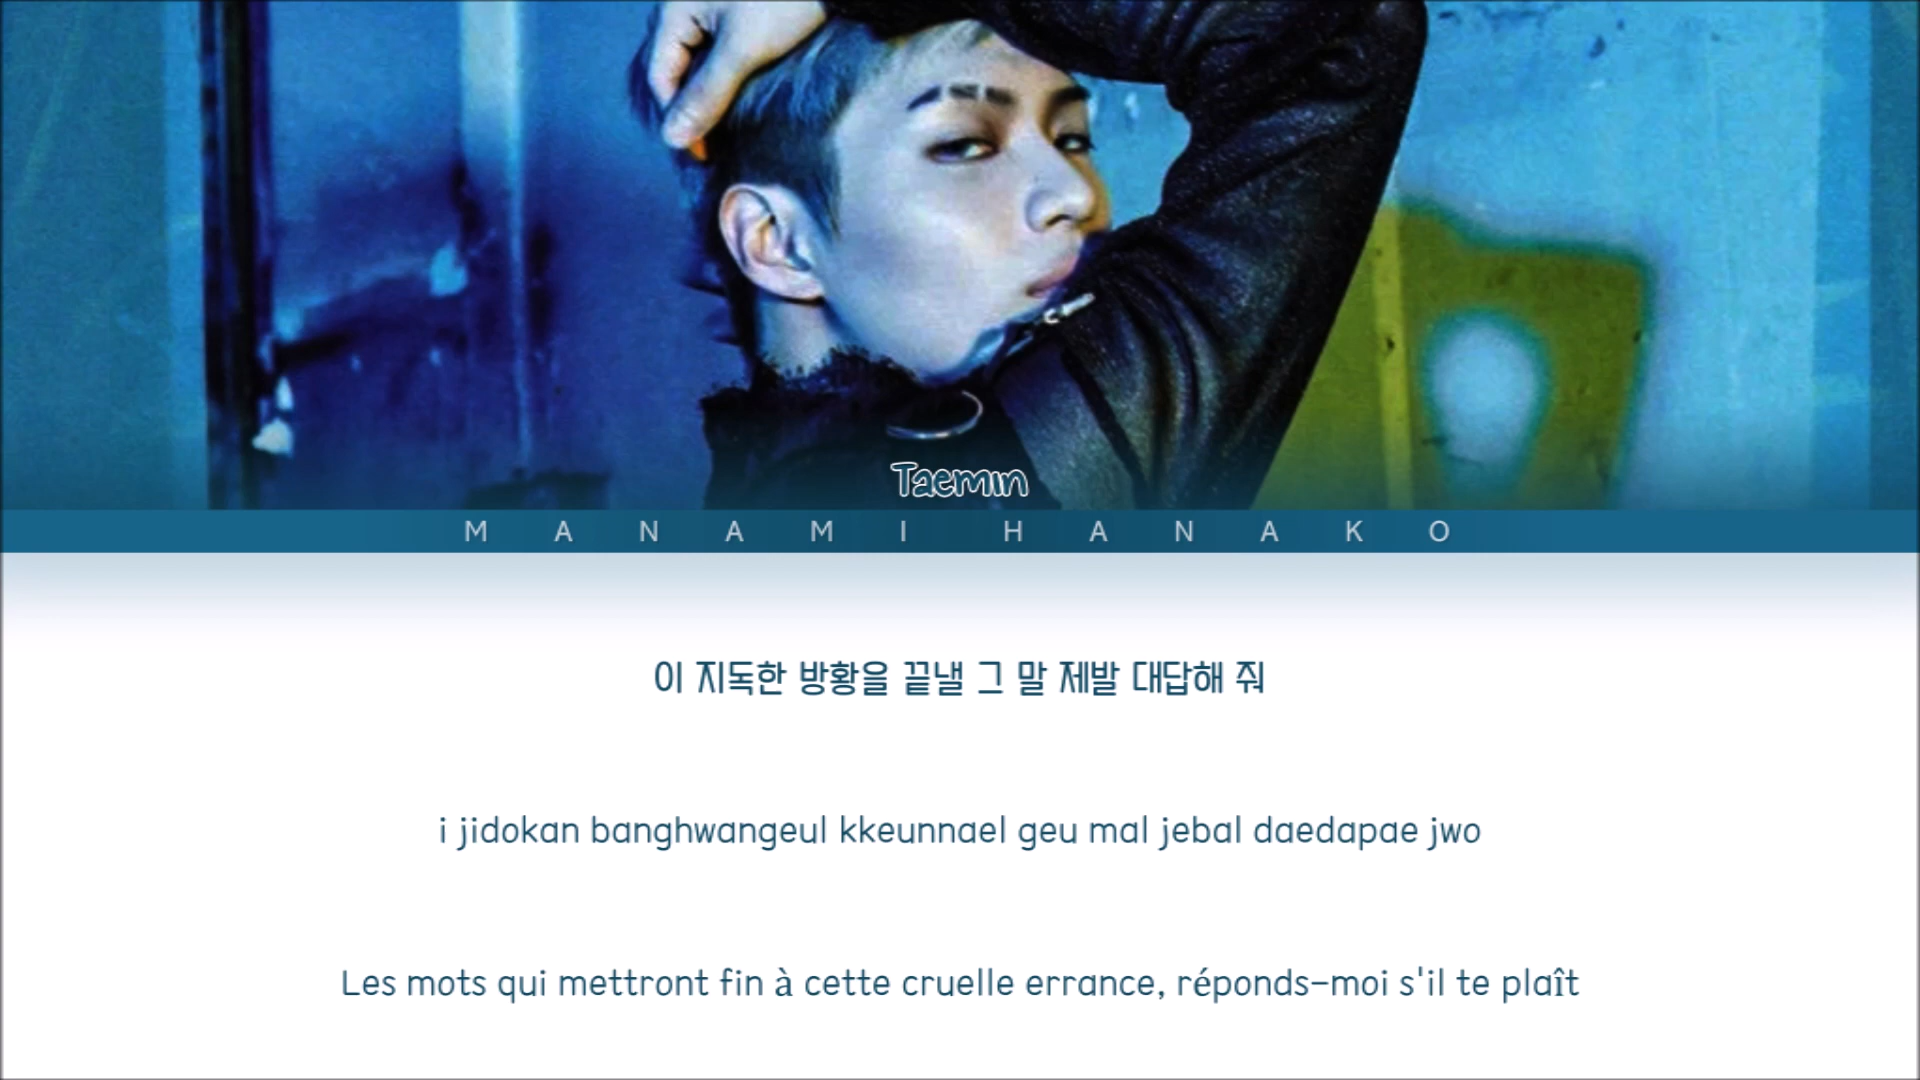 Taemin
MANAMI HANAKO
이 지독한 방황을 끝낼 그 말 제발 대답해 줘
i jidokan banghwangeul kkeunnael geu mal jebal daedapae jwo
Les mots qui mettront fin à cette cruelle errance, réponds-moi s'il te plaît